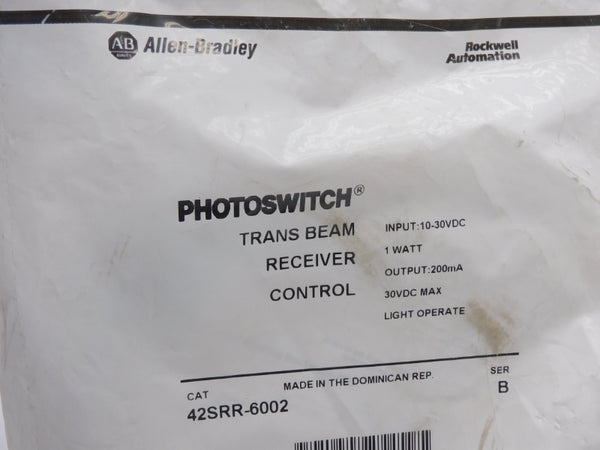 AB Allen-Bradley
Rockwell
Automation
PHOTOSWITCH®
TRANS BEAM
RECEIVER
CONTROL
INPUT:10-30VDC
1 WATT
OUTPUT:200mA
30VDC MAX
LIGHT OPERATE
MADE IN THE DOMINICAN REP.
CAT
42SRR-6002
SER
B